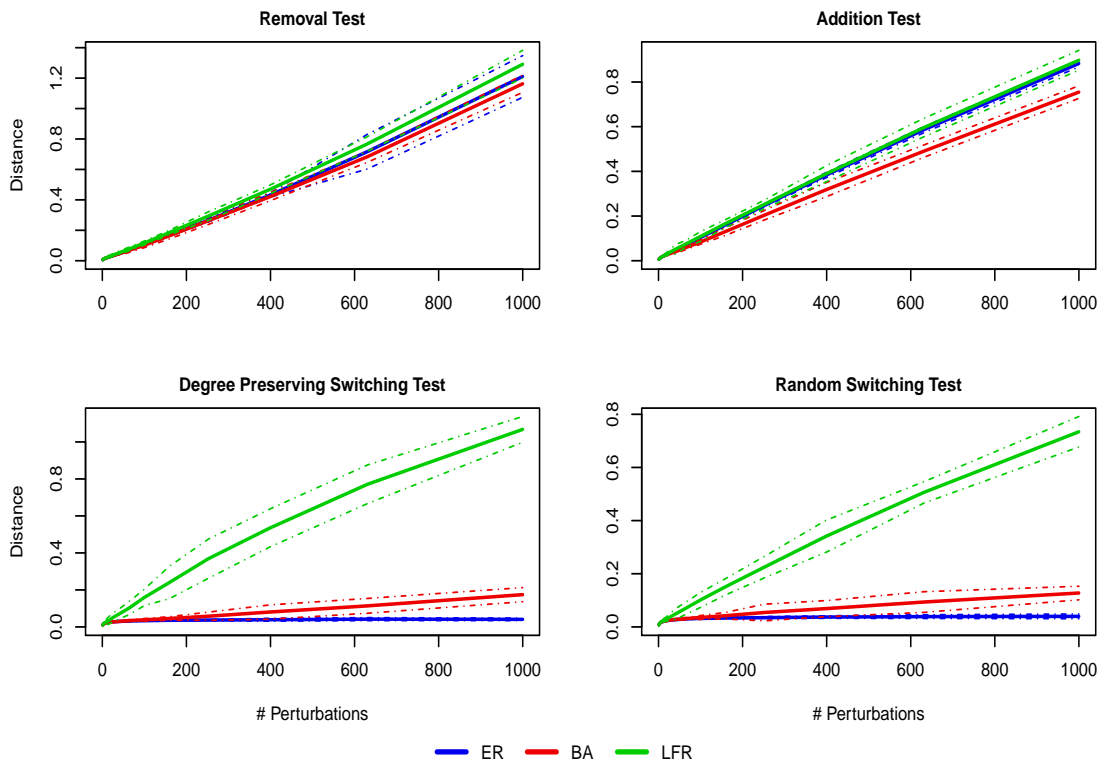 Removal Test
Addition Test
Distance
0.0 0.4 0.8 1.2
0.0 0.2 0.4 0.6 0.8
0 200 400 600 800 1000
0 200 400 600 800 1000
Degree Preserving Switching Test
Random Switching Test
Distance
0.0 0.4 0.8
0.0 0.2 0.4 0.6 0.8
0 200 400 600 800 1000
0 200 400 600 800 1000
# Perturbations
# Perturbations
ER BA LFR